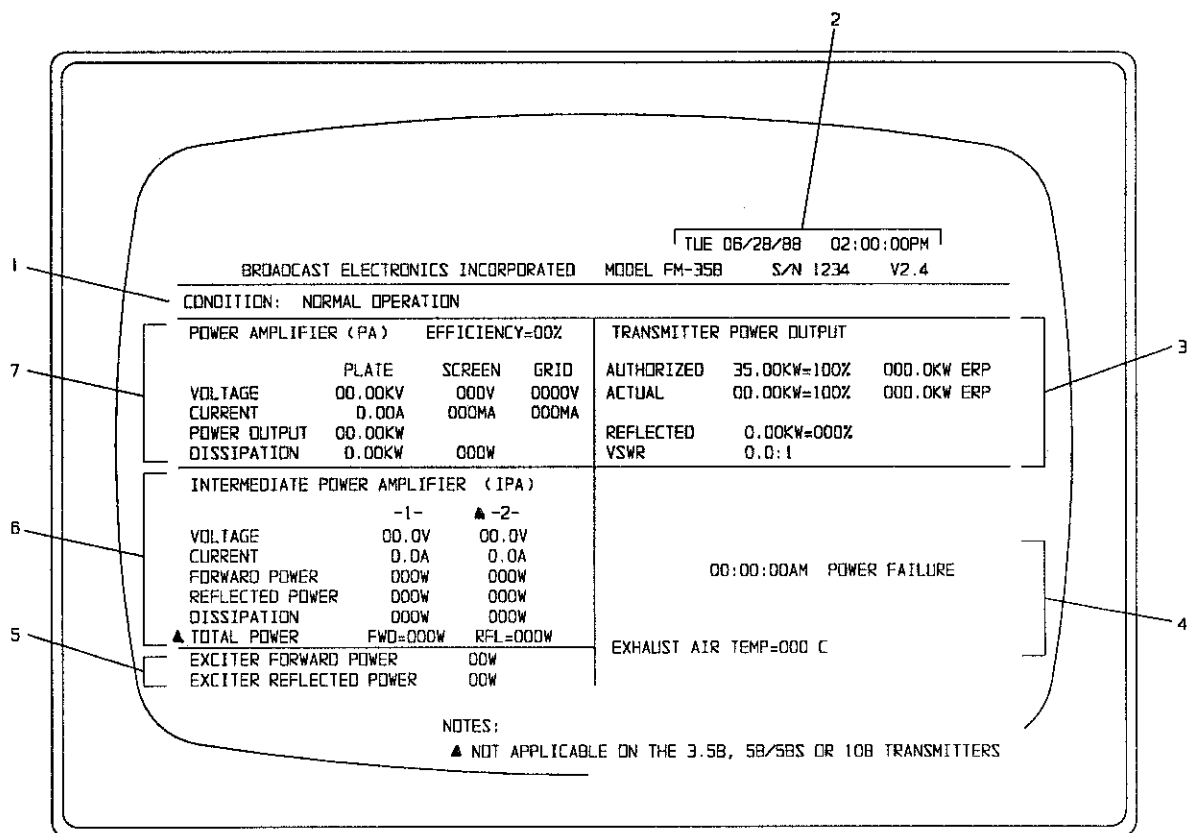 2
TUE 06/28/88 02:00:00PM
BROADCAST ELECTRONICS INCORPORATED MODEL FM-35B S/N 1234 V2.4
1
CONDITION: NORMAL OPERATION
7
POWER AMPLIFIER (PA) EFFICIENCY=00%
PLATE SCREEN GRID
VOLTAGE 00.00KV 000V 0000V
CURRENT 0.00A 000MA 000MA
POWER OUTPUT 00.00KW
DISSIPATION 0.00KW 000W
TRANSMITTER POWER OUTPUT
AUTHORIZED 35.00KW=100% 000.0KW ERP
ACTUAL 00.00KW=100% 000.0KW ERP
REFLECTED 0.00KW=000%
VSWR 0.0:1
3
6
INTERMEDIATE POWER AMPLIFIER (IPA)
-1- ▲ -2-
VOLTAGE 00.0V 00.0V
CURRENT 0.0A 0.0A
FORWARD POWER 000W 000W
REFLECTED POWER 000W 000W
DISSIPATION 000W 000W
▲ TOTAL POWER FWD=000W RFL=000W
00:00:00AM POWER FAILURE
EXHAUST AIR TEMP=000 C
4
5
EXCITER FORWARD POWER 00W
EXCITER REFLECTED POWER 00W
NOTES:
▲ NOT APPLICABLE ON THE 3.5B, 5B/5BS OR 10B TRANSMITTERS